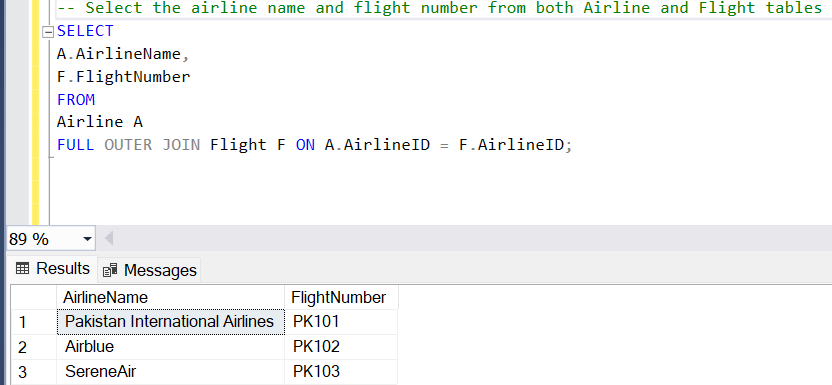 -- Select the airline name and flight number from both Airline and Flight tables
SELECT
A.AirlineName,
F.FlightNumber
FROM
Airline A
FULL OUTER JOIN Flight F ON A.AirlineID = F.AirlineID;
89 %
Results Messages
AirlineName FlightNumber
1 Pakistan International Airlines PK101
2 Airblue PK102
3 SereneAir PK103